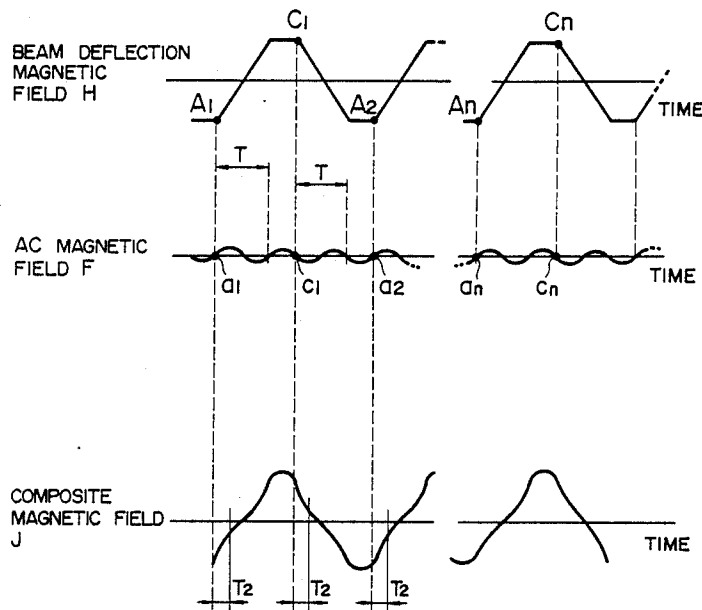 BEAM DEFLECTION
MAGNETIC
FIELD H
A1
C1
A2
An
Cn
TIME
T
T
AC MAGNETIC
FIELD F
a1
c1
a2
an
cn
TIME
COMPOSITE
MAGNETIC FIELD
J
TIME
T2
T2
T2